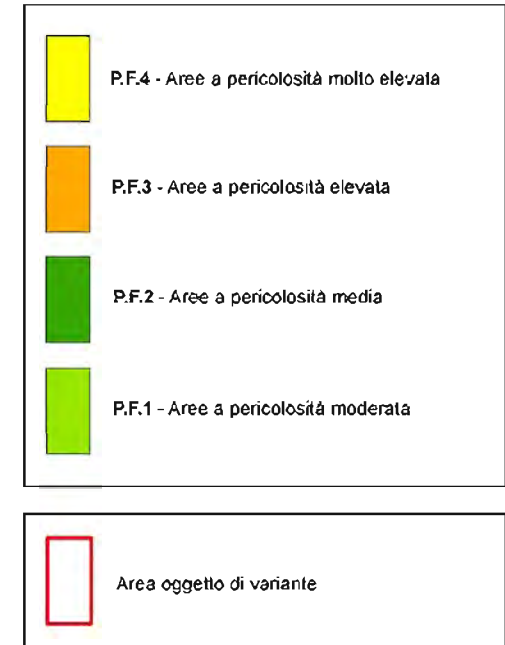 P.F.4 - Aree a pericolosità molto elevata
P.F.3 - Aree a pericolosità elevata
P.F.2 - Aree a pericolosità media
P.F.1 - Aree a pericolosità moderata
Area oggetto di variante